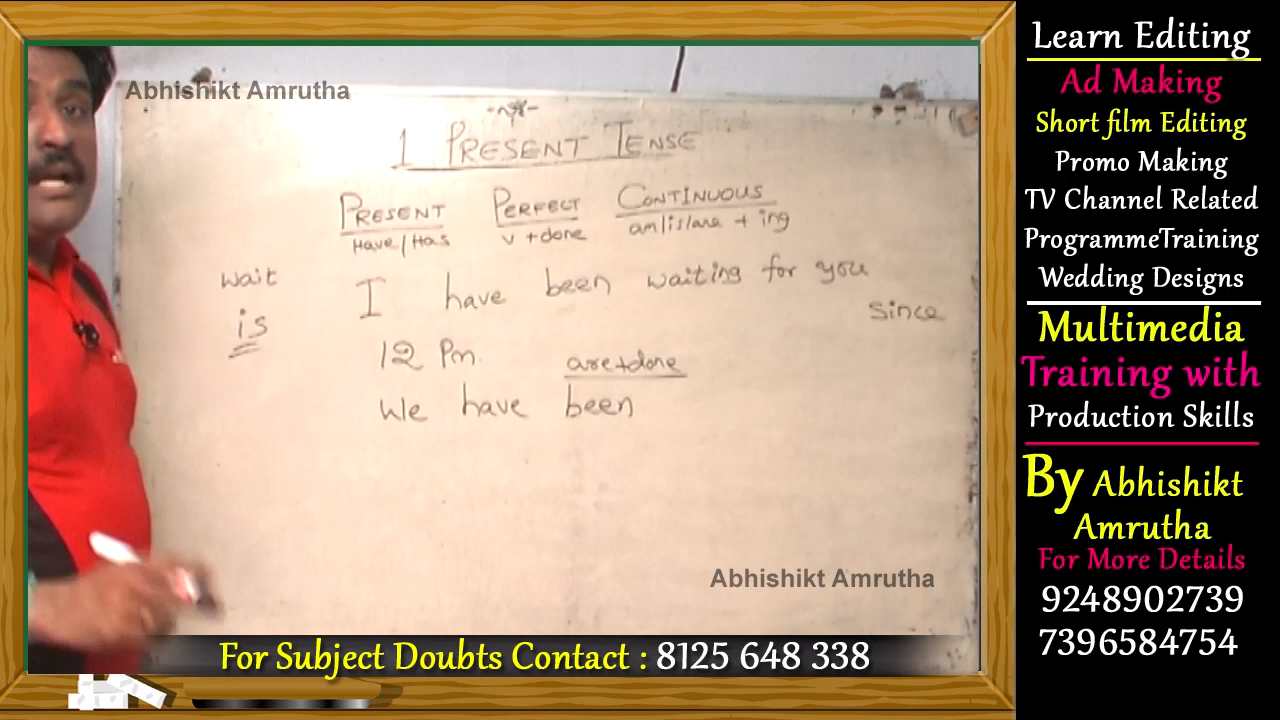 Abhishikt Amrutha
1 PRESENT TENSE
PRESENT PERFECT CONTINUOUS
Have/Has v+done am/is/are + ing
wait
I have been waiting for you
is
since
12 Pm
are+done
We have been
Abhishikt Amrutha
For Subject Doubts Contact : 8125 648 338
Learn Editing
Ad Making
Short film Editing
Promo Making
TV Channel Related
ProgrammeTraining
Wedding Designs
Multimedia
Training with
Production Skills
By Abhishikt
Amrutha
For More Details
9248902739
7396584754